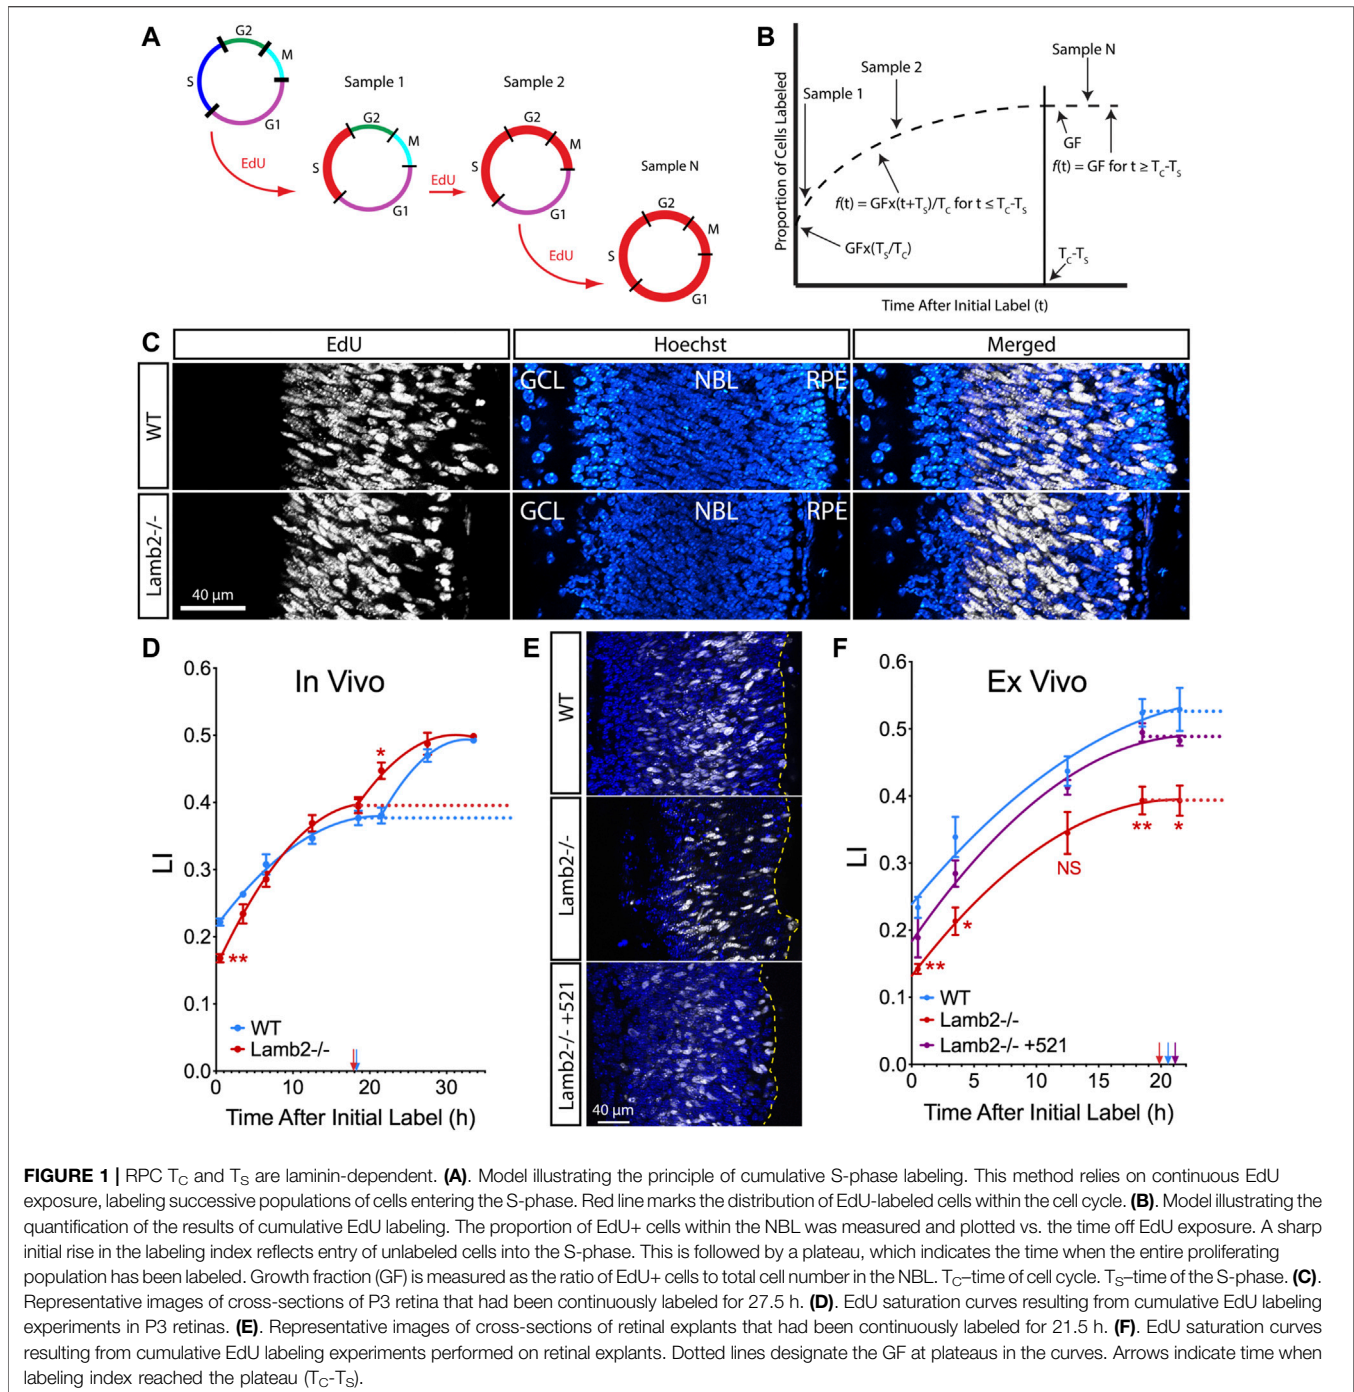 A
G2
M
S
G1
EdU
Sample 1
G2
M
S
G1
EdU
Sample 2
G2
M
S
G1
EdU
Sample N
G2
M
S
G1
B
Proportion of Cells Labeled
Sample 1
Sample 2
Sample N
GF
f(t) = GF for t ≥ TC-TS
f(t) = GFx(t+TS)/TC for t ≤ TC-TS
GFx(TS/TC)
TC-TS
Time After Initial Label (t)
C
EdU
Hoechst
Merged
WT
GCL
NBL
RPE
Lamb2-/-
GCL
NBL
RPE
40 µm
D
In Vivo
0.6
0.5
0.4
0.3
0.2
0.1
0.0
LI
*
**
WT
Lamb2-/-
0
10
20
30
Time After Initial Label (h)
E
WT
Lamb2-/-
Lamb2-/- +521
40 µm
F
Ex Vivo
0.6
0.5
0.4
0.3
0.2
0.1
0.0
LI
**
*
NS
**
*
WT
Lamb2-/-
Lamb2-/- +521
0
5
10
15
20
Time After Initial Label (h)
FIGURE 1 | RPC TC and TS are laminin-dependent. (A). Model illustrating the principle of cumulative S-phase labeling. This method relies on continuous EdU
exposure, labeling successive populations of cells entering the S-phase. Red line marks the distribution of EdU-labeled cells within the cell cycle. (B). Model illustrating the
quantification of the results of cumulative EdU labeling. The proportion of EdU+ cells within the NBL was measured and plotted vs. the time off EdU exposure. A sharp
initial rise in the labeling index reflects entry of unlabeled cells into the S-phase. This is followed by a plateau, which indicates the time when the entire proliferating
population has been labeled. Growth fraction (GF) is measured as the ratio of EdU+ cells to total cell number in the NBL. TC–time of cell cycle. TS–time of the S-phase. (C).
Representative images of cross-sections of P3 retina that had been continuously labeled for 27.5 h. (D). EdU saturation curves resulting from cumulative EdU labeling
experiments in P3 retinas. (E). Representative images of cross-sections of retinal explants that had been continuously labeled for 21.5 h. (F). EdU saturation curves
resulting from cumulative EdU labeling experiments performed on retinal explants. Dotted lines designate the GF at plateaus in the curves. Arrows indicate time when
labeling index reached the plateau (TC-TS).